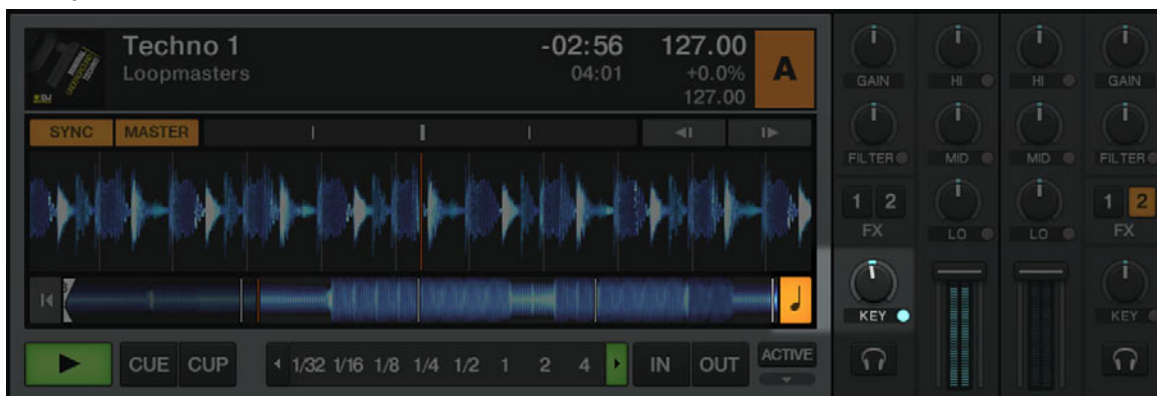 Techno 1 -02:56 127.00 A
Loopmasters 04:01 +0.0%
127.00
GAIN HI HI GAIN
SYNC MASTER
FILTER MID MID FILTER
1 2 1 2
FX LO LO FX
KEY KEY
CUE CUP 1/32 1/16 1/8 1/4 1/2 1 2 4 IN OUT ACTIVE